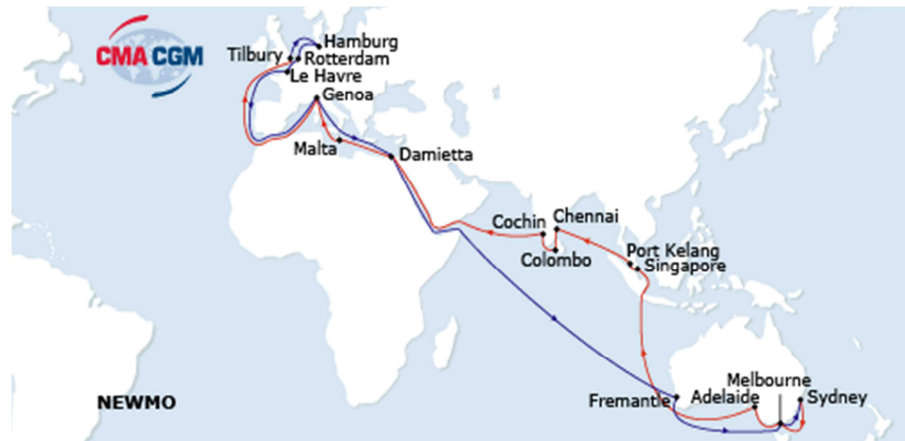 CMA CGM
Hamburg
Tilbury
Rotterdam
Le Havre
Genoa
Malta
Damietta
Cochin
Chennai
Colombo
Port Kelang
Singapore
Melbourne
Fremantle
Adelaide
Sydney
NEWMO